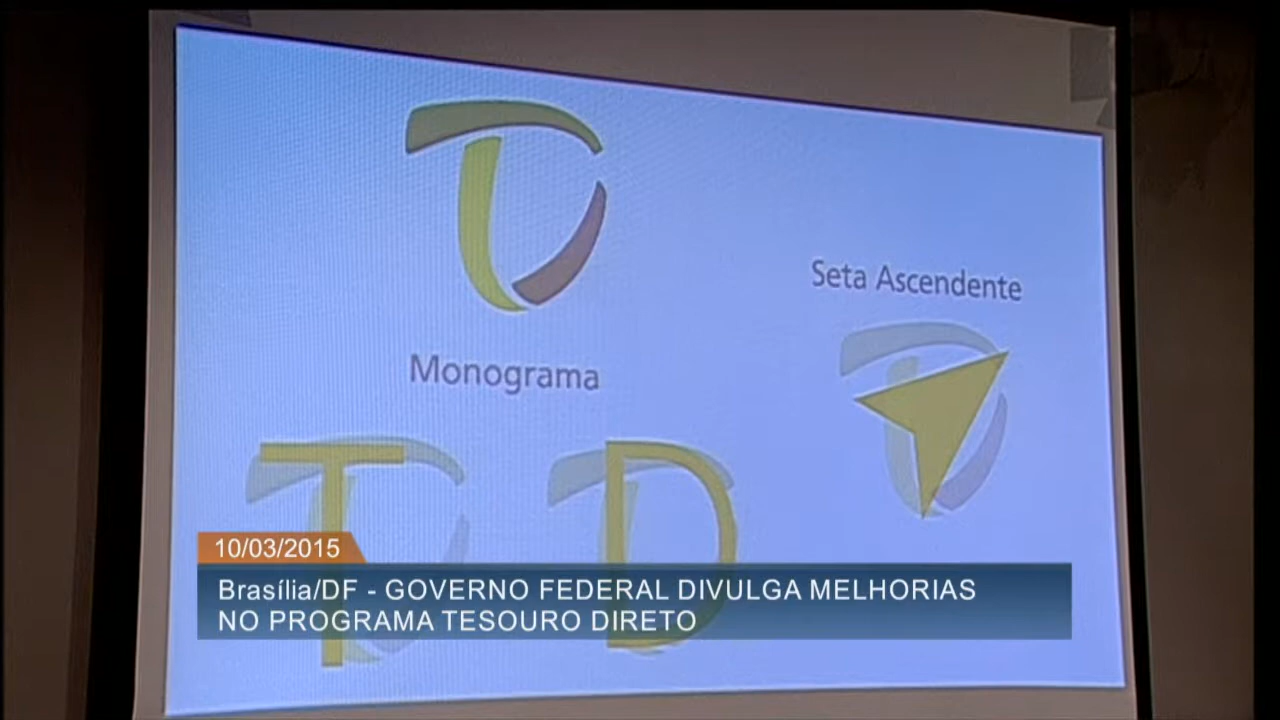 Seta Ascendente
Monograma
T D
10/03/2015
Brasília/DF - GOVERNO FEDERAL DIVULGA MELHORIAS
NO PROGRAMA TESOURO DIRETO